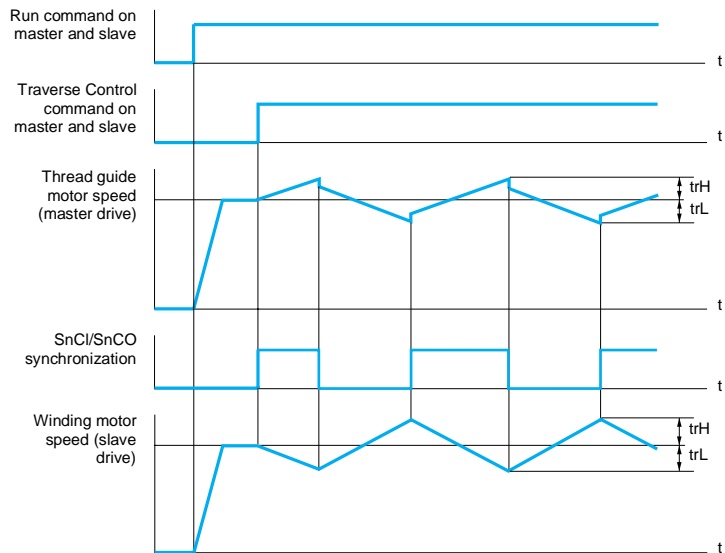 Run command on
master and slave
t
Traverse Control
command on
master and slave
t
Thread guide
motor speed
(master drive)
trH
trL
t
SnCI/SnCO
synchronization
t
Winding motor
speed (slave
drive)
trH
trL
t